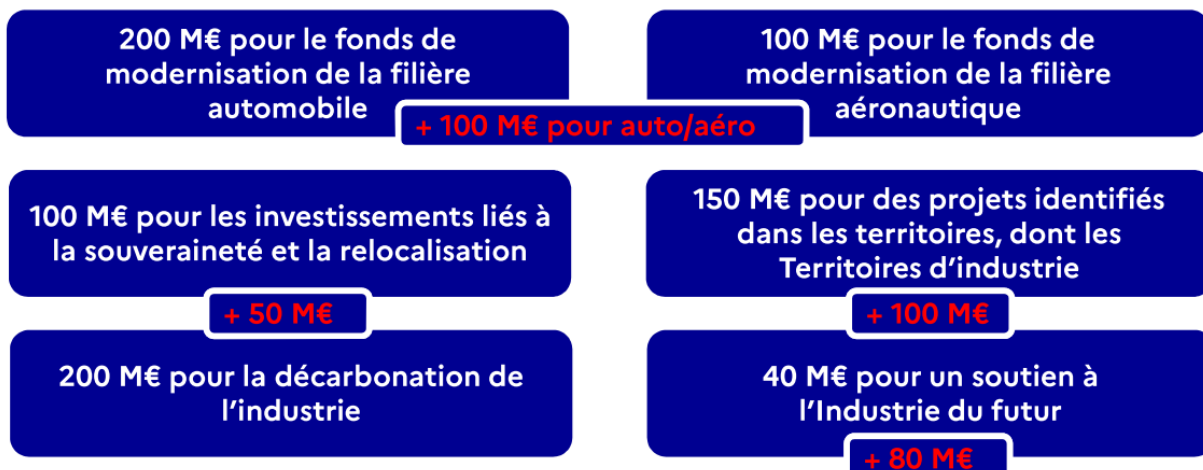 200 M€ pour le fonds de
modernisation de la filière
automobile
100 M€ pour le fonds de
modernisation de la filière
aéronautique
+ 100 M€ pour auto/aéro
100 M€ pour les investissements liés à
la souveraineté et la relocalisation
+ 50 M€
150 M€ pour des projets identifiés
dans les territoires, dont les
Territoires d’industrie
+ 100 M€
200 M€ pour la décarbonation de
l’industrie
40 M€ pour un soutien à
l’Industrie du futur
+ 80 M€